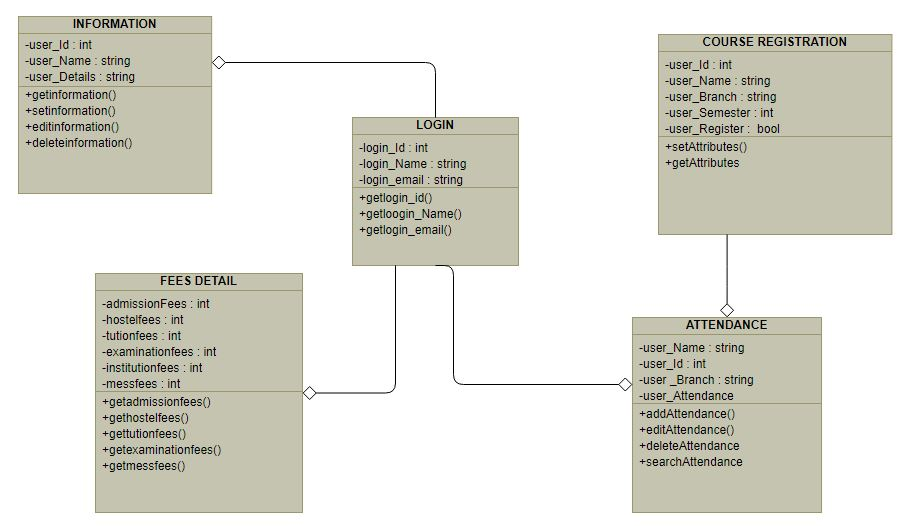 INFORMATION
-user_Id : int
-user_Name : string
-user_Details : string
+getinformation()
+setinformation()
+editinformation()
+deleteinformation()
LOGIN
-login_Id : int
-login_Name : string
-login_email : string
+getlogin_id()
+getloogin_Name()
+getlogin_email()
COURSE REGISTRATION
-user_Id : int
-user_Name : string
-user_Branch : string
-user_Semester : int
-user_Register :  bool
+setAttributes()
+getAttributes
FEES DETAIL
-admissionFees : int
-hostelfees : int
-tutionfees : int
-examinationfees : int
-institutionfees : int
-messfees : int
+getadmissionfees()
+gethostelfees()
+gettutionfees()
+getexaminationfees()
+getmessfees()
ATTENDANCE
-user_Name : string
-user_Id : int
-user _Branch : string
-user_Attendance
+addAttendance()
+editAttendance()
+deleteAttendance
+searchAttendance